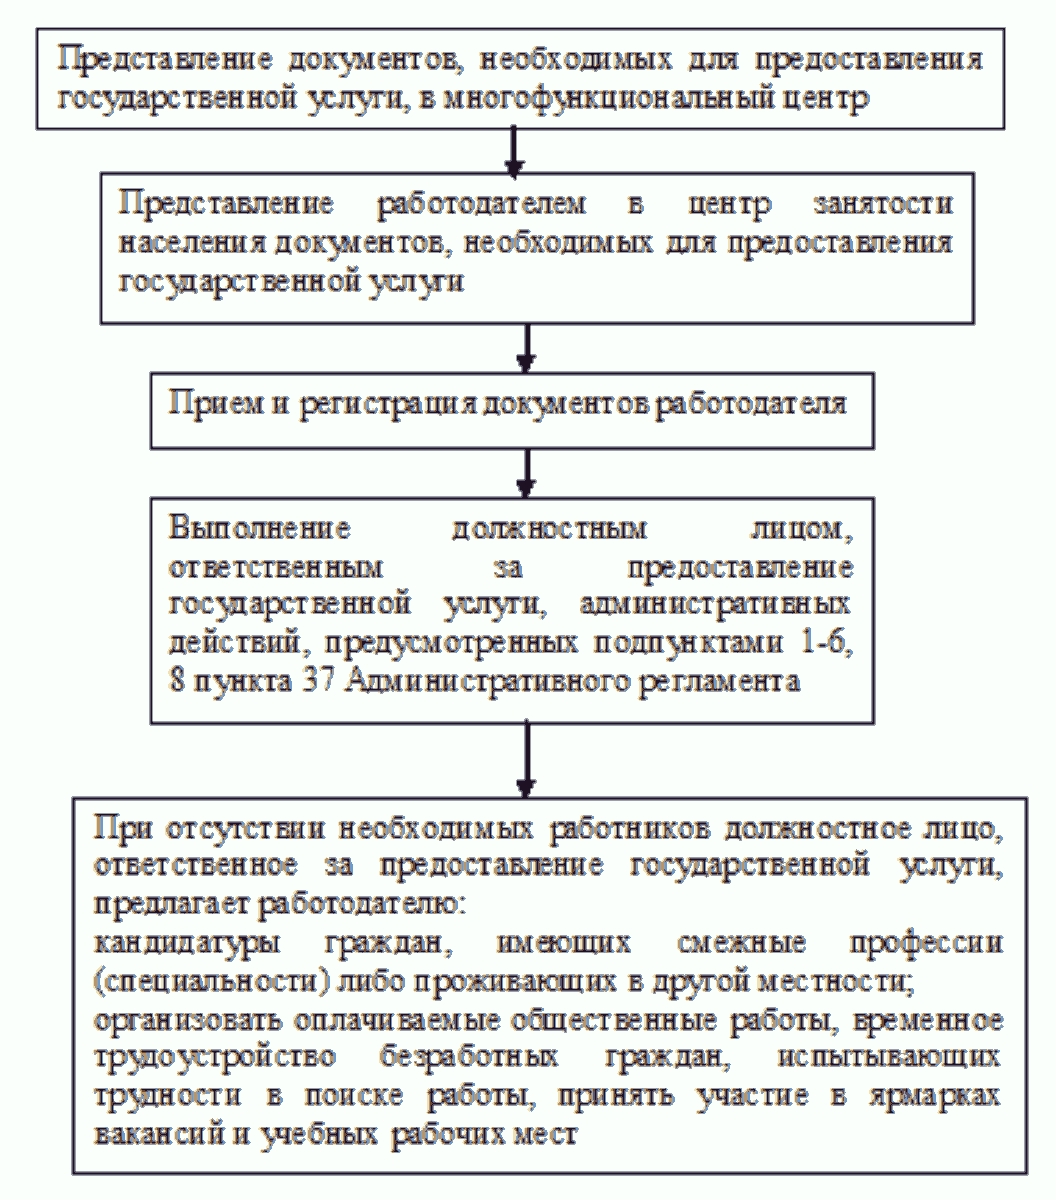 Представление документов, необходимых для предоставления
государственной услуги, в многофункциональный центр
Представление работодателем в центр занятости
населения документов, необходимых для предоставления
государственной услуги
Прием и регистрация документов работодателя
Выполнение должностным лицом,
ответственным за предоставление
государственной услуги, административных
действий, предусмотренных подпунктами 1-6,
8 пункта 37 Административного регламента
При отсутствии необходимых работников должностное лицо,
ответственное за предоставление государственной услуги,
предлагает работодателю:
кандидатуры граждан, имеющих смежные профессии
(специальности) либо проживающих в другой местности;
организовать оплачиваемые общественные работы, временное
трудоустройство безработных граждан, испытывающих
трудности в поиске работы, принять участие в ярмарках
вакансий и учебных рабочих мест